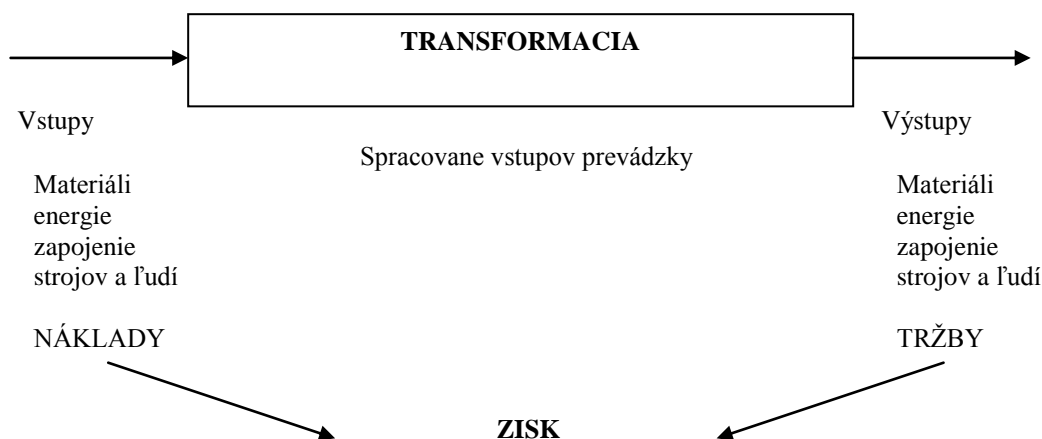 TRANSFORMACIA
Vstupy
Výstupy
Spracovane vstupov prevádzky
Materiáli
energie
zapojenie
strojov a ľudí
Materiáli
energie
zapojenie
strojov a ľudí
NÁKLADY
TRŽBY
ZISK